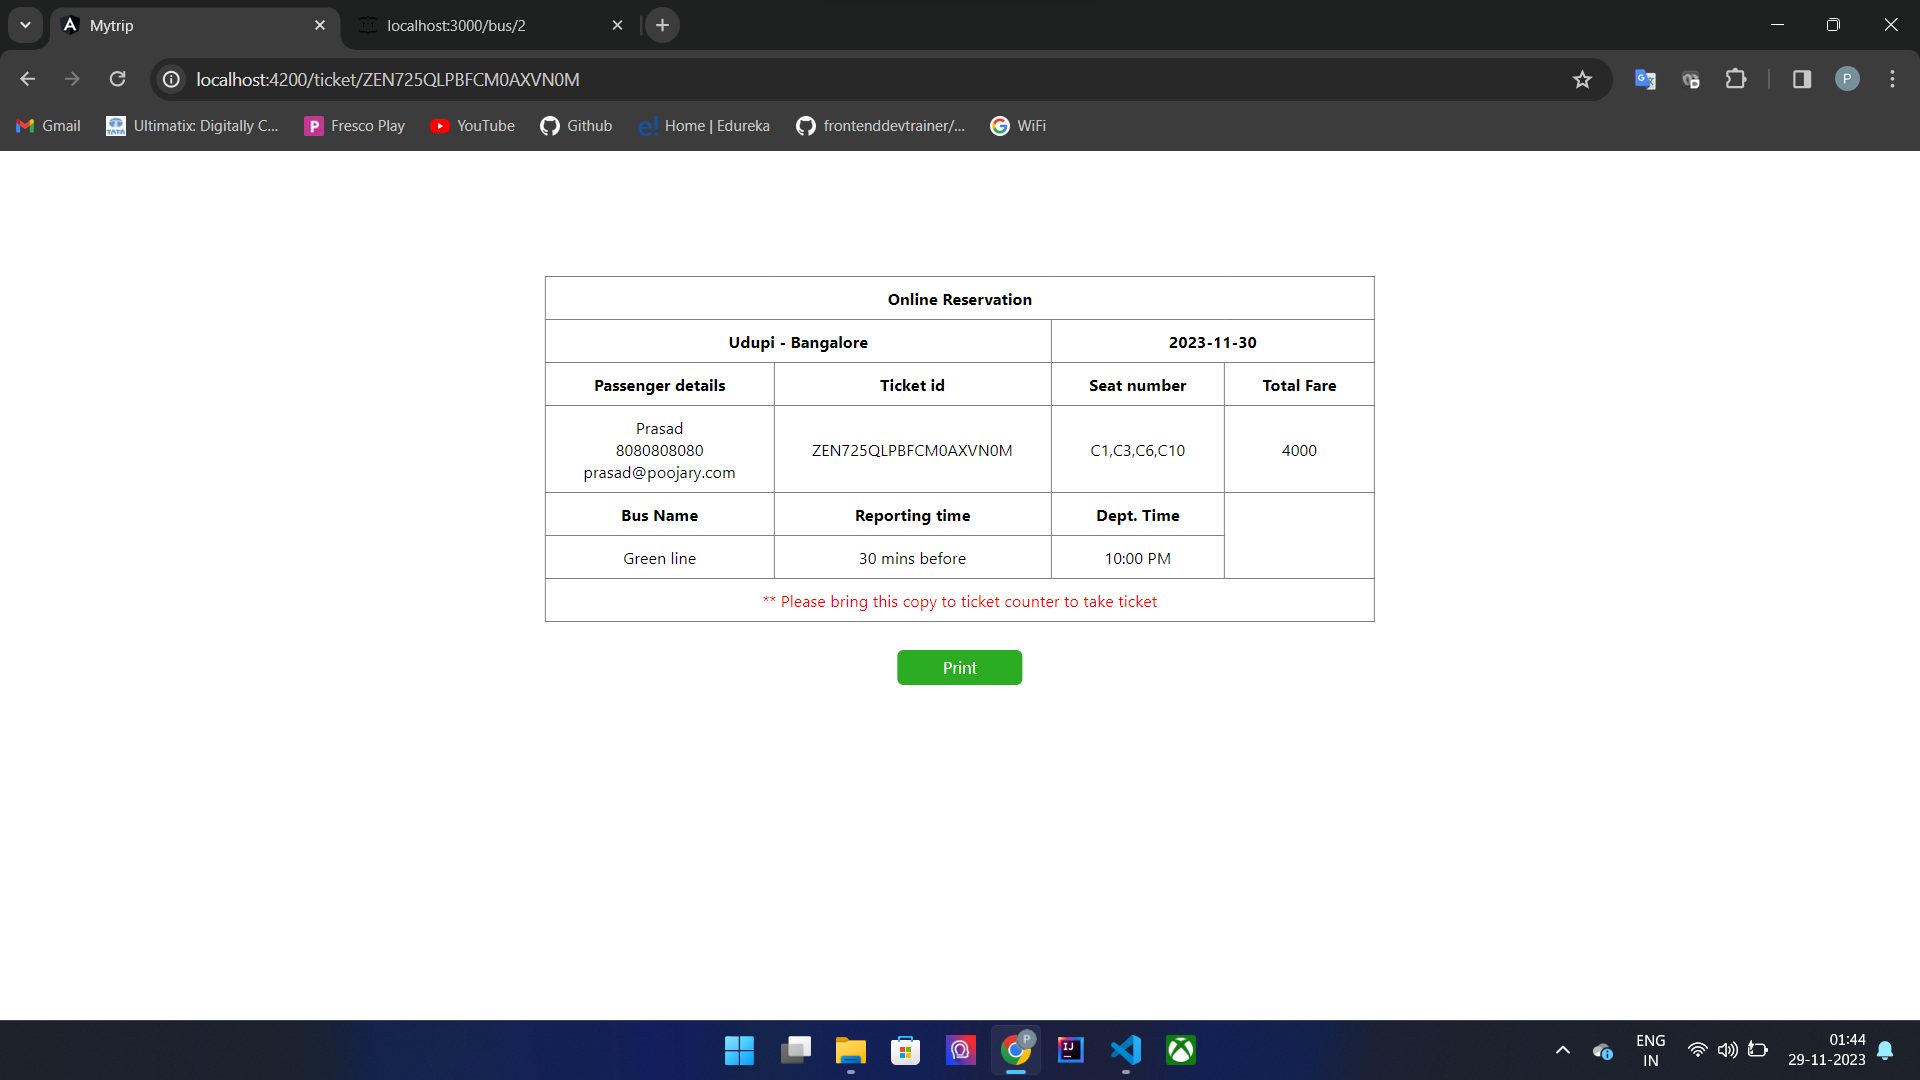 Mytrip
localhost:3000/bus/2
localhost:4200/ticket/ZEN725QLPBFCM0AXVN0M
P
Gmail
Ultimatix: Digitally C...
Fresco Play
YouTube
Github
Home | Edureka
frontenddevtrainer/...
WiFi
Online Reservation
Udupi - Bangalore
2023-11-30
Passenger details
Ticket id
Seat number
Total Fare
Prasad
8080808080
prasad@poojary.com
ZEN725QLPBFCM0AXVN0M
C1,C3,C6,C10
4000
Bus Name
Reporting time
Dept. Time
Green line
30 mins before
10:00 PM
** Please bring this copy to ticket counter to take ticket
Print
ENG
IN
01:44
29-11-2023